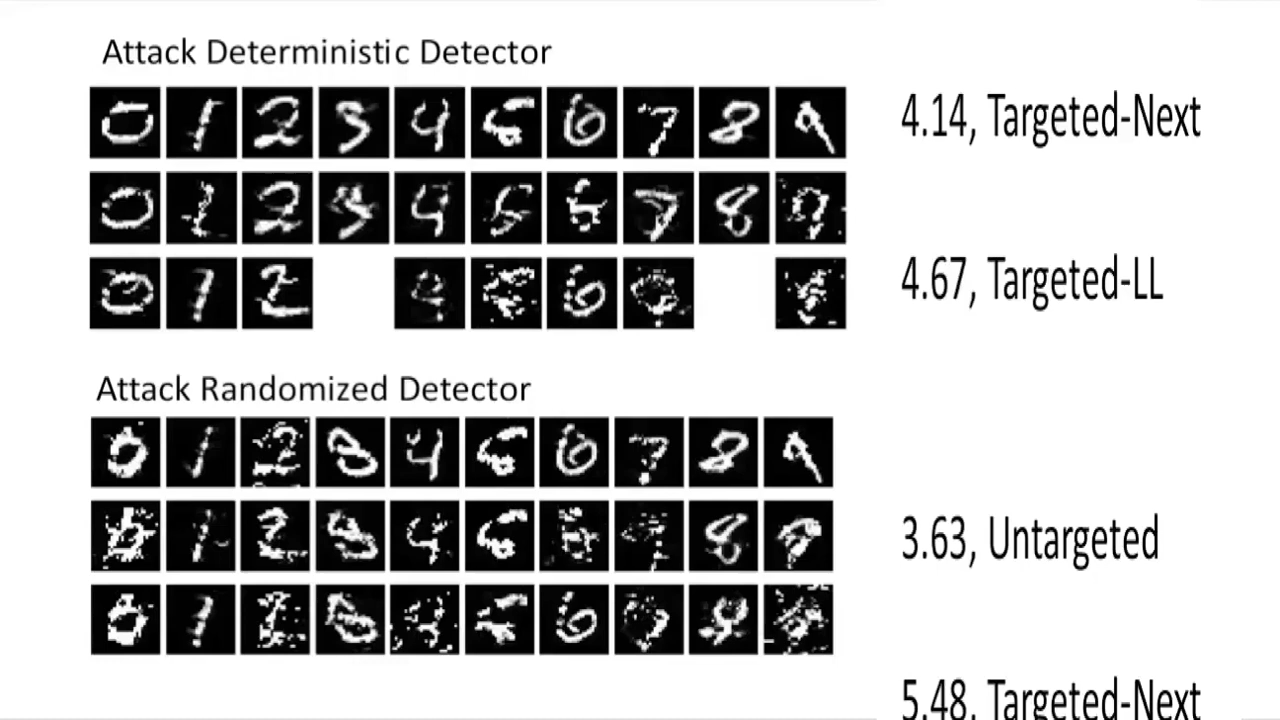 Attack Deterministic Detector
4.14, Targeted-Next
4.67, Targeted-LL
Attack Randomized Detector
3.63, Untargeted
5.48, Targeted-Next